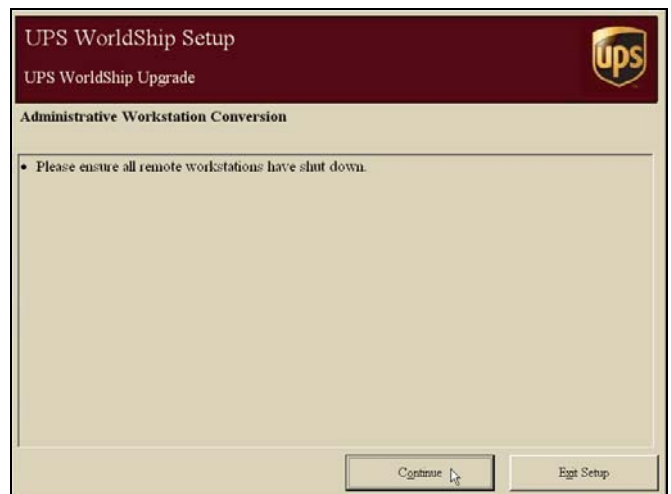 UPS WorldShip Setup
ups
UPS WorldShip Upgrade
Administrative Workstation Conversion
• Please ensure all remote workstations have shut down.
Continue
Exit Setup